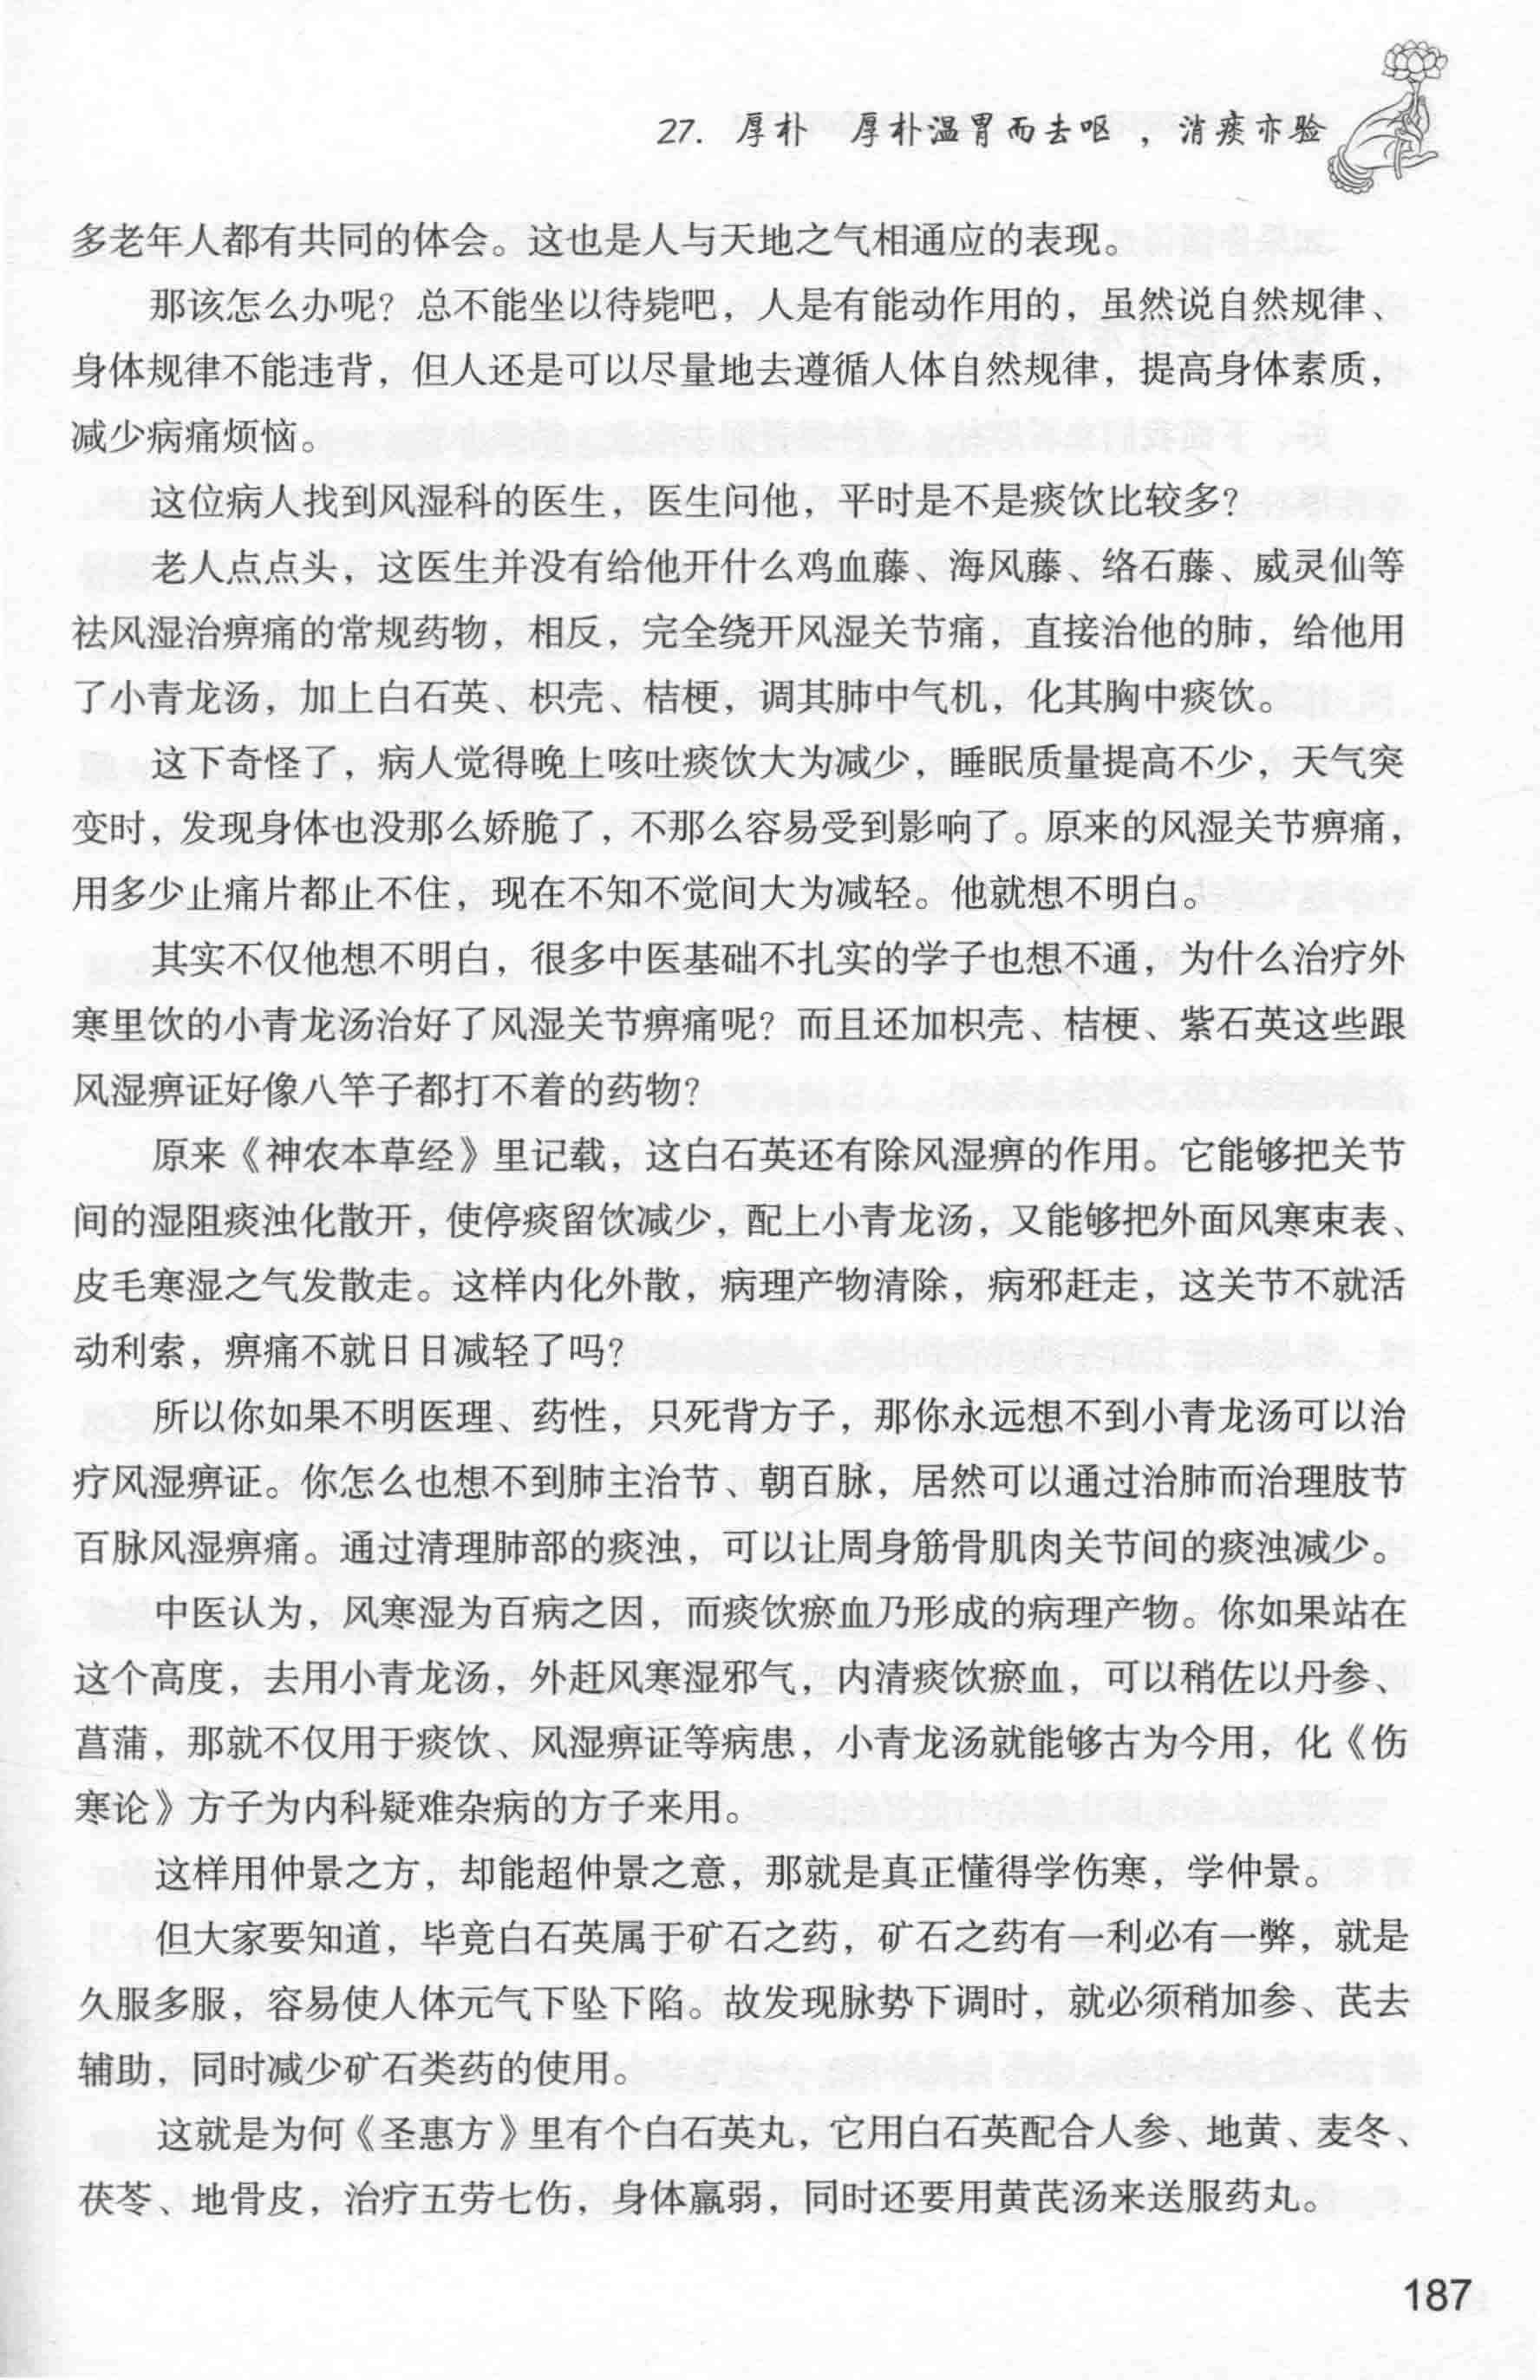 27. 厚朴　厚朴温胃而去呕，消痰亦验
多老年人都有共同的体会。这也是人与天地之气相通应的表现。
那该怎么办呢？总不能坐以待毙吧，人是有能动作用的，虽然说自然规律、
身体规律不能违背，但人还是可以尽量地去遵循人体自然规律，提高身体素质，
减少病痛烦恼。
这位病人找到风湿科的医生，医生问他，平时是不是痰饮比较多？
老人点点头，这医生并没有给他开什么鸡血藤、海风藤、络石藤、威灵仙等
祛风湿治痹痛的常规药物，相反，完全绕开风湿关节痛，直接治他的肺，给他用
了小青龙汤，加上白石英、枳壳、桔梗，调其肺中气机，化其胸中痰饮。
这下奇怪了，病人觉得晚上咳吐痰饮大为减少，睡眠质量提高不少，天气突
变时，发现身体也没那么娇脆了，不那么容易受到影响了。原来的风湿关节痹痛，
用多少止痛片都止不住，现在不知不觉间大为减轻。他就想不明白。
其实不仅他想不明白，很多中医基础不扎实的学子也想不通，为什么治疗外
寒里饮的小青龙汤治好了风湿关节痹痛呢？而且还加枳壳、桔梗、紫石英这些跟
风湿痹证好像八竿子都打不着的药物？
原来《神农本草经》里记载，这白石英还有除风湿痹的作用。它能够把关节
间的湿阻痰浊化散开，使停痰留饮减少，配上小青龙汤，又能够把外面风寒束表、
皮毛寒湿之气发散走。这样内化外散，病理产物清除，病邪赶走，这关节不就活
动利索，痹痛不就日日减轻了吗？
所以你如果不明医理、药性，只死背方子，那你永远想不到小青龙汤可以治
疗风湿痹证。你怎么也想不到肺主治节、朝百脉，居然可以通过治肺而治理肢节
百脉风湿痹痛。通过清理肺部的痰浊，可以让周身筋骨肌肉关节间的痰浊减少。
中医认为，风寒湿为百病之因，而痰饮瘀血乃形成的病理产物。你如果站在
这个高度，去用小青龙汤，外赶风寒湿邪气，内清痰饮瘀血，可以稍佐以丹参、
菖蒲，那就不仅用于痰饮、风湿痹证等病患，小青龙汤就能够古为今用，化《伤
寒论》方子为内科疑难杂病的方子来用。
这样用仲景之方，却能超仲景之意，那就是真正懂得学伤寒，学仲景。
但大家要知道，毕竟白石英属于矿石之药，矿石之药有一利必有一弊，就是
久服多服，容易使人体元气下坠下陷。故发现脉势下调时，就必须稍加参、芪去
辅助，同时减少矿石类药的使用。
这就是为何《圣惠方》里有个白石英丸，它用白石英配合人参、地黄、麦冬、
茯苓、地骨皮，治疗五劳七伤，身体羸弱，同时还要用黄芪汤来送服药丸。
187